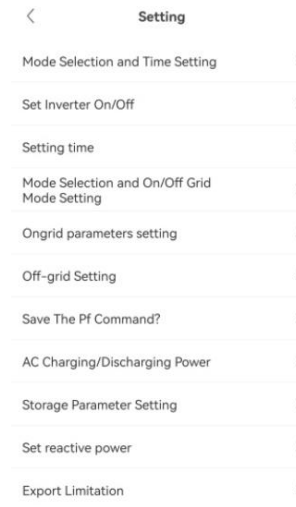 Setting
Mode Selection and Time Setting
Set Inverter On/Off
Setting time
Mode Selection and On/Off Grid
Mode Setting
Ongrid parameters setting
Off-grid Setting
Save The Pf Command?
AC Charging/Discharging Power
Storage Parameter Setting
Set reactive power
Export Limitation